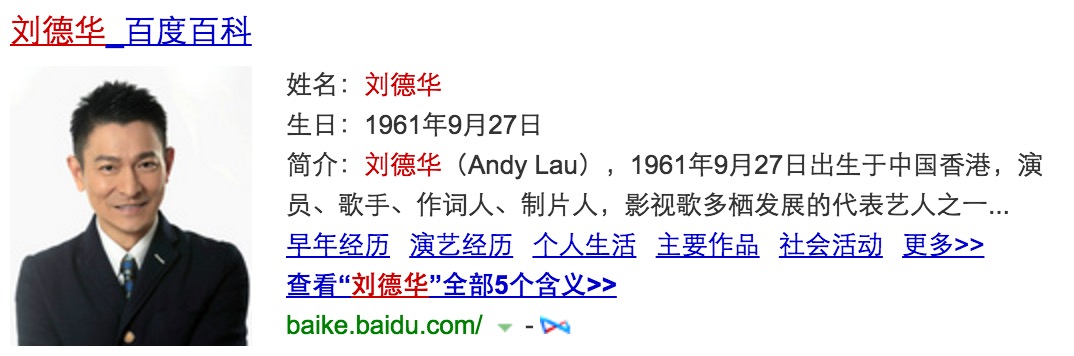 刘德华_百度百科
姓名：刘德华
生日：1961年9月27日
简介：刘德华（Andy Lau），1961年9月27日出生于中国香港，演
员、歌手、作词人、制片人，影视歌多栖发展的代表艺人之一...
早年经历 演艺经历 个人生活 主要作品 社会活动 更多>>
查看“刘德华”全部5个含义>>
baike.baidu.com/ -